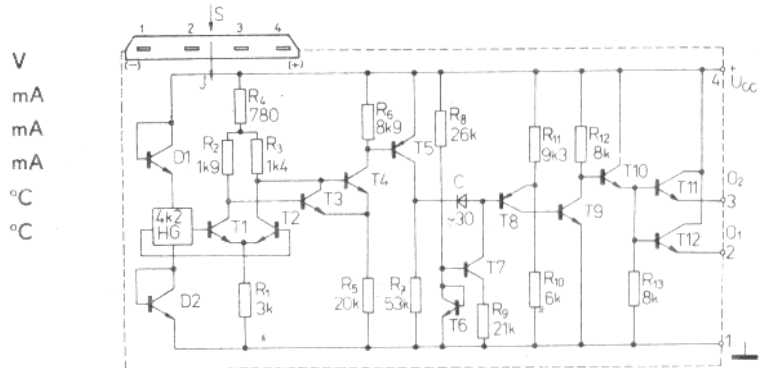 S
1 2 3 4
(-) (+)
V
mA
mA
mA
°C
°C
4 +
UCC
R4
780
R2
1k9
R3
1k4
R6
8k9
T5
R8
26k
R11
9k3
R12
8k
D1
T10
T11
O2
3
T4
T3
C
~30
T8
T9
4k2
HG
T1
T2
T12
O1
2
T7
D2
R1
3k
R5
20k
R7
53k
T6
R9
21k
R10
6k
R13
8k
1